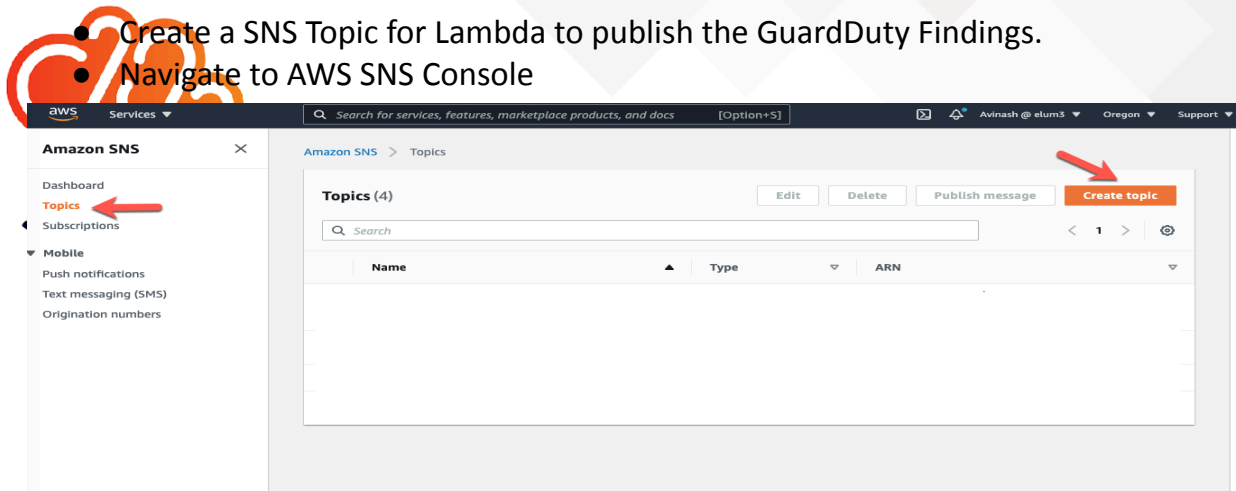 ● Create a SNS Topic for Lambda to publish the GuardDuty Findings.
● Navigate to AWS SNS Console
aws Services ▼ Search for services, features, marketplace products, and docs [Option+S] Avinash @ elum3 ▼ Oregon ▼ Support ▼
Amazon SNS ×
Amazon SNS > Topics
Dashboard
Topics
Subscriptions
▼ Mobile
Push notifications
Text messaging (SMS)
Origination numbers
Topics (4) Edit Delete Publish message Create topic
Search < 1 >
Name ▲ Type ▽ ARN ▽